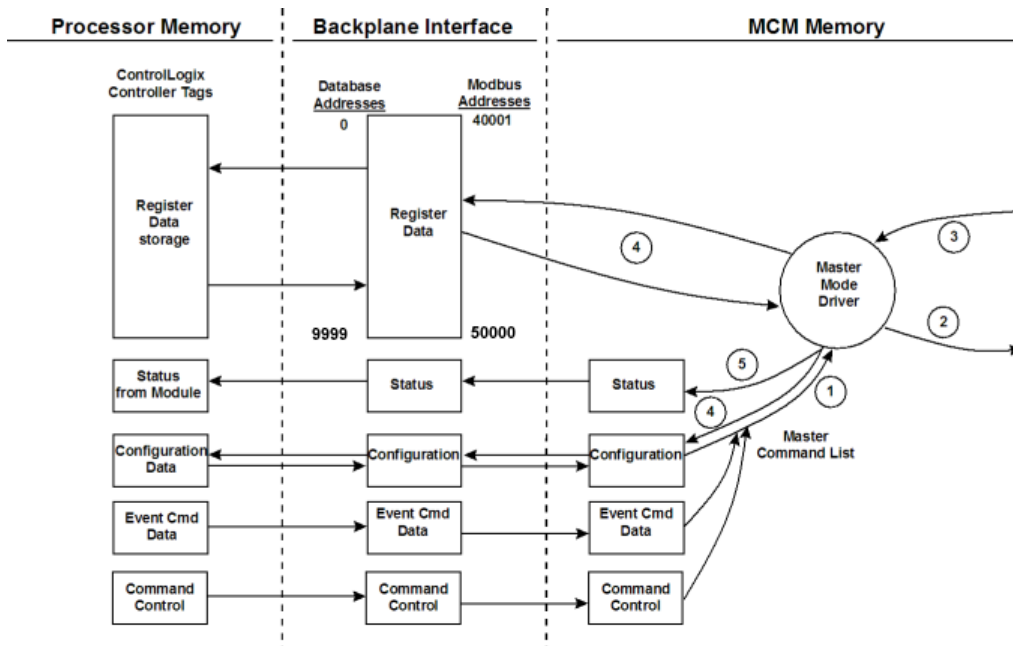 Processor Memory
Backplane Interface
MCM Memory
ControlLogix
Controller Tags
Database
Addresses
0
Modbus
Addresses
40001
Register
Data
storage
Register
Data
4
3
Master
Mode
Driver
2
9999
50000
Status
from Module
Status
Status
5
1
4
Master
Command List
Configuration
Data
Configuration
Configuration
Event Cmd
Data
Event Cmd
Data
Event Cmd
Data
Command
Control
Command
Control
Command
Control